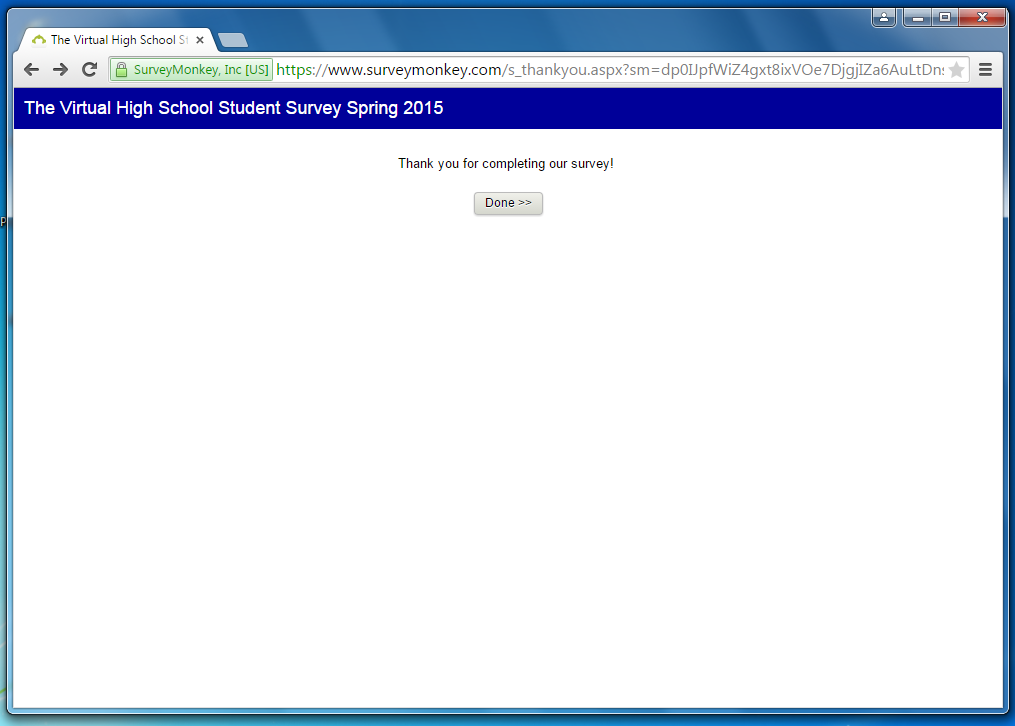 The Virtual High School St
SurveyMonkey, Inc [US] https://www.surveymonkey.com/s_thankyou.aspx?sm=dp0IJpfWiZ4gxt8ixVOe7DjgjIZa6AuLtDns
The Virtual High School Student Survey Spring 2015
Thank you for completing our survey!
Done >>